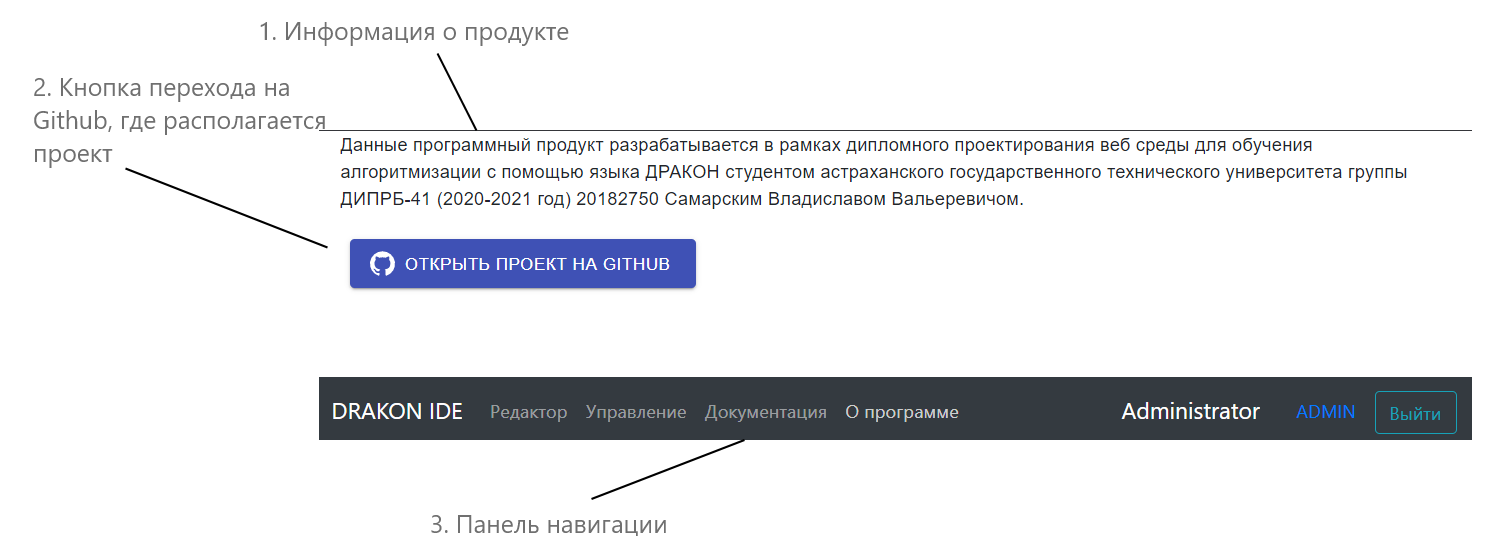 1. Информация о продукте
2. Кнопка перехода на
Github, где располагается
проект
Данные программный продукт разрабатывается в рамках дипломного проектирования веб среды для обучения
алгоритмизации с помощью языка ДРАКОН студентом астраханского государственного технического университета группы
ДИПРБ-41 (2020-2021 год) 20182750 Самарским Владиславом Вальеревичом.
ОТКРЫТЬ ПРОЕКТ НА GITHUB
DRAKON IDE Редактор Управление Документация О программе Administrator ADMIN Выйти
3. Панель навигации